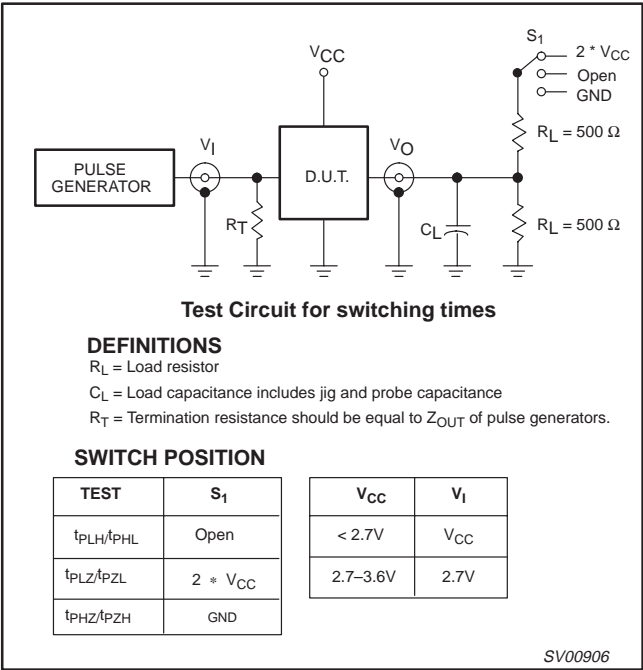 S1
2 * VCC
Open
GND
VCC
RL = 500 Ω
VI
VO
PULSE
GENERATOR
D.U.T.
RT
CL
RL = 500 Ω
Test Circuit for switching times
DEFINITIONS
RL = Load resistor
CL = Load capacitance includes jig and probe capacitance
RT = Termination resistance should be equal to ZOUT of pulse generators.
SWITCH POSITION
TEST S1
tPLH/tPHL Open
tPLZ/tPZL 2 * VCC
tPHZ/tPZH GND
VCC VI
< 2.7V VCC
2.7–3.6V 2.7V
SV00906